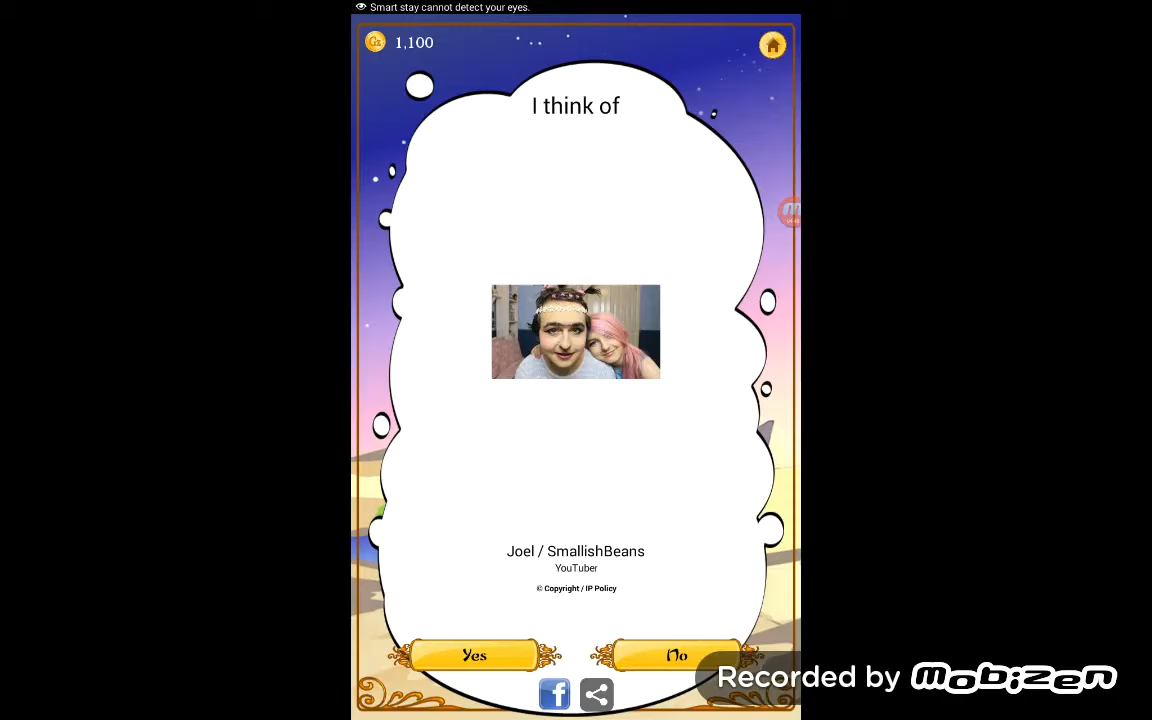 Smart stay cannot detect your eyes.
1,100
I think of
Joel / SmallishBeans
YouTuber
© Copyright / IP Policy
Yes
No
Recorded by Mobizen